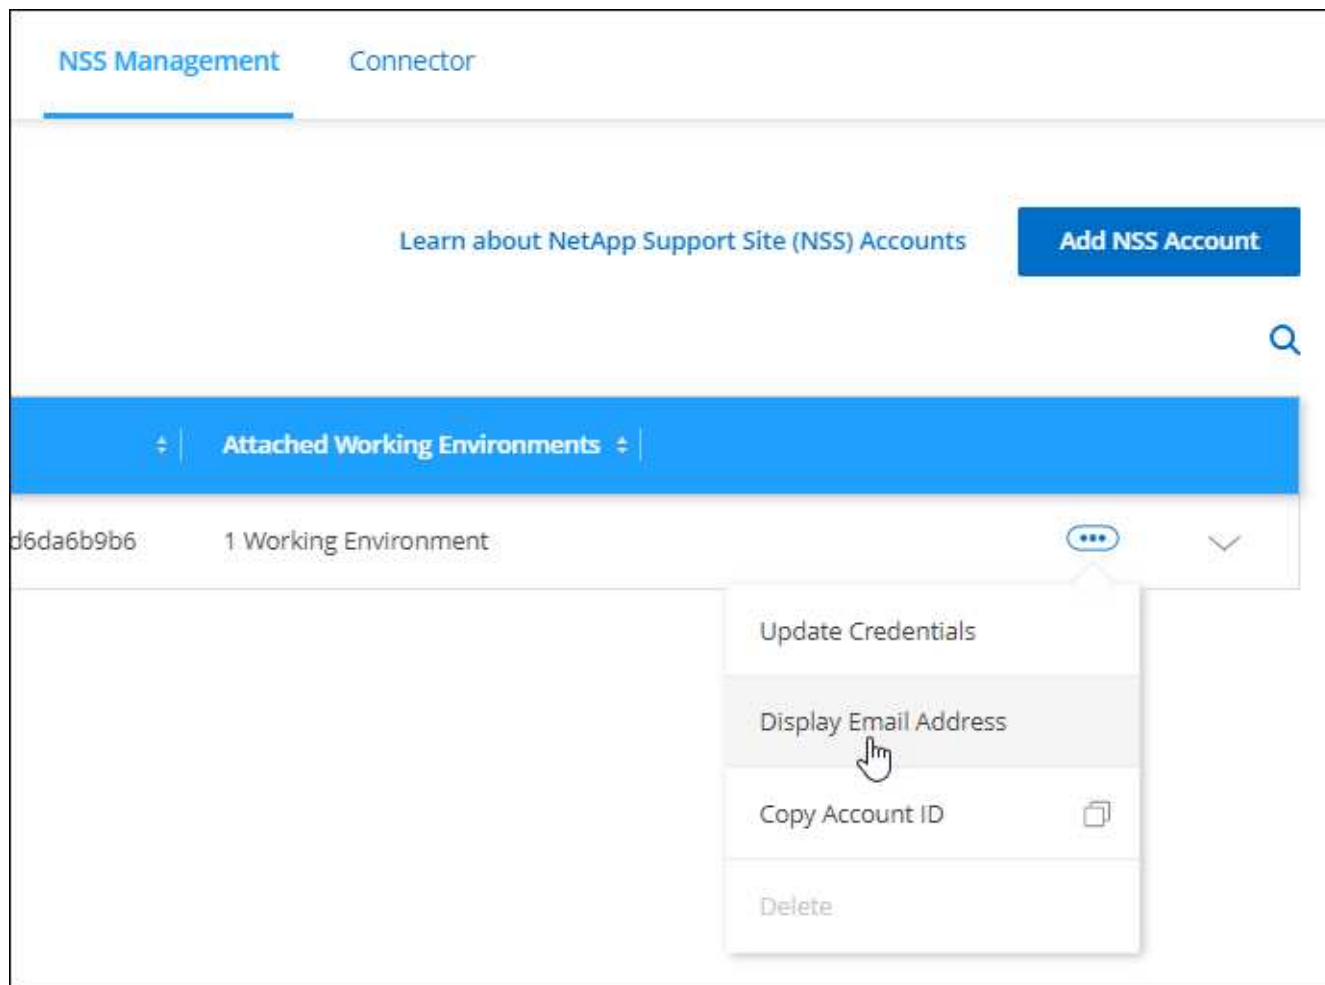 NSS Management Connector
Learn about NetApp Support Site (NSS) Accounts Add NSS Account
Attached Working Environments
d6da6b9b6 1 Working Environment
Update Credentials
Display Email Address
Copy Account ID
Delete